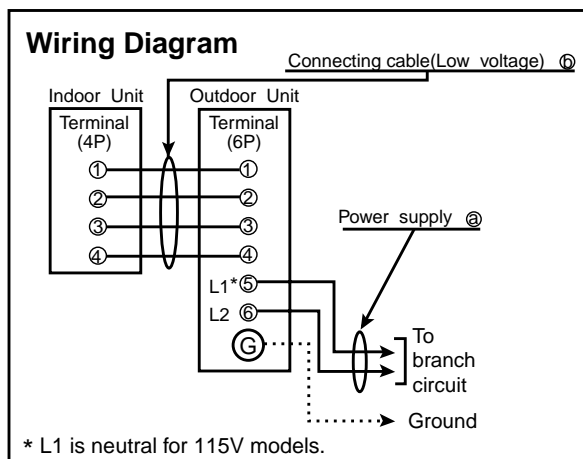 Wiring Diagram
Connecting cable(Low voltage) ⓑ
Indoor Unit
Outdoor Unit
Terminal
(4P)
Terminal
(6P)
① ①
② ②
③ ③
④ ④
Power supply ⓐ
L1* ⑤
L2 ⑥
G
To
branch
circuit
Ground
* L1 is neutral for 115V models.